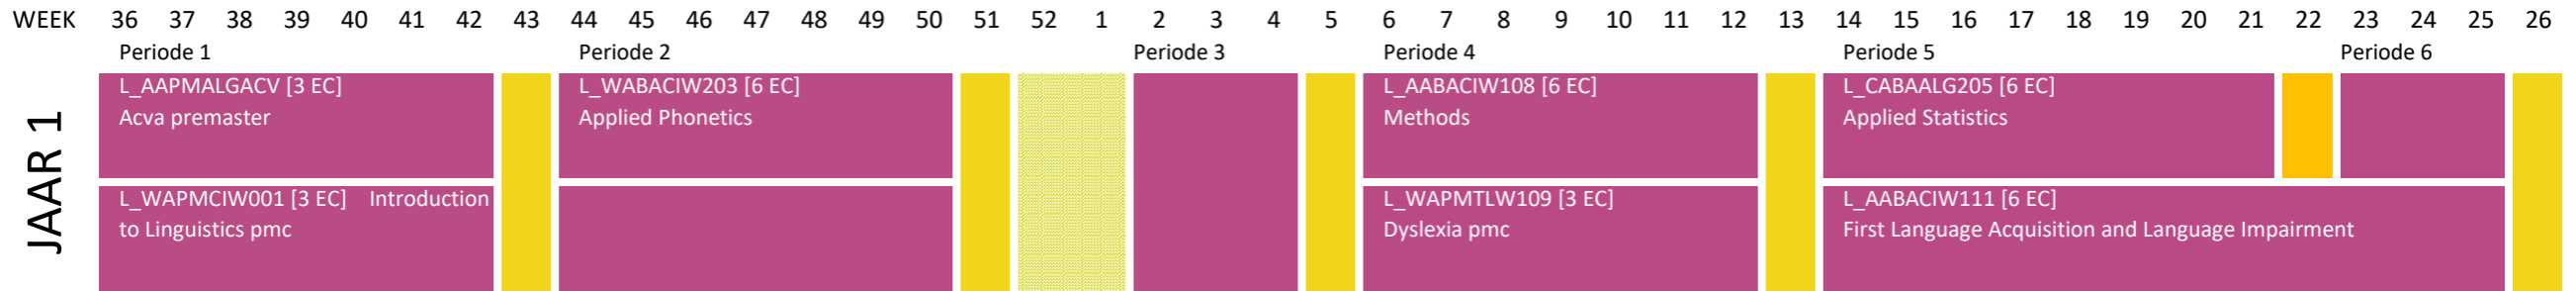 WEEK 36 37 38 39 40 41 42 43 44 45 46 47 48 49 50 51 52 1 2 3 4 5 6 7 8 9 10 11 12 13 14 15 16 17 18 19 20 21 22 23 24 25 26
Periode 1 Periode 2 Periode 3 Periode 4 Periode 5 Periode 6
JAAR 1
L_AAPMALGACV [3 EC]
Acva premaster
L_WABACIW203 [6 EC]
Applied Phonetics
L_AABACIW108 [6 EC]
Methods
L_CABAALG205 [6 EC]
Applied Statistics
L_WAPMCIW001 [3 EC] Introduction
to Linguistics pmc
L_WAPMTLW109 [3 EC]
Dyslexia pmc
L_AABACIW111 [6 EC]
First Language Acquisition and Language Impairment